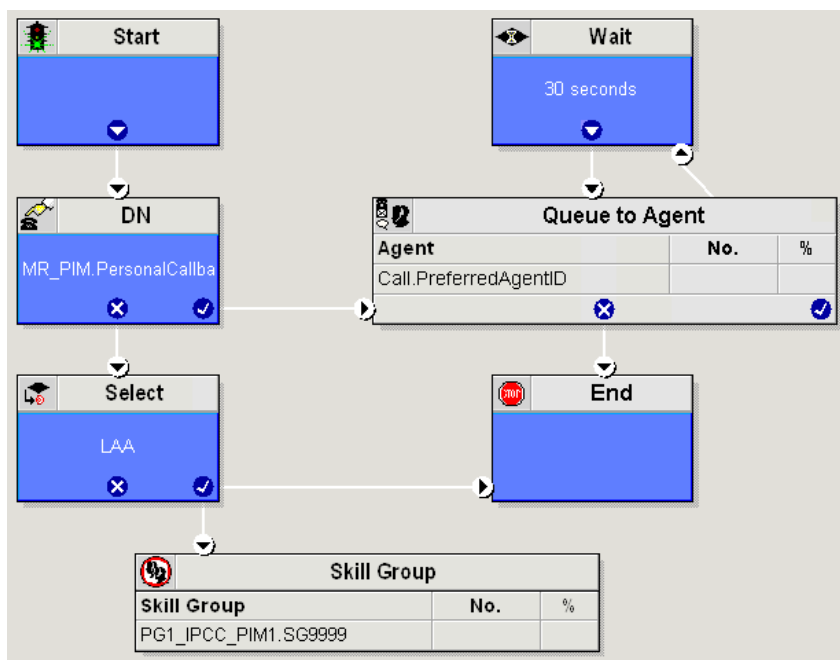 Start
Wait
30 seconds
DN
MR_PIM.PersonalCallba
Queue to Agent
Agent No. %
Call.PreferredAgentID
Select
LAA
End
STOP
Skill Group
Skill Group No. %
PG1_IPCC_PIM1.SG9999